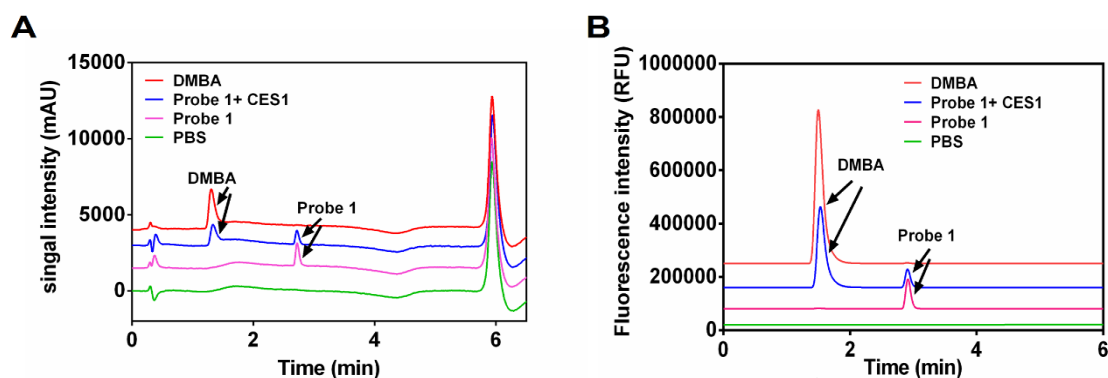 A
singal intensity (mAU)
15000
10000
5000
0
DMBA
Probe 1+ CES1
Probe 1
PBS
DMBA
Probe 1
0
2
4
6
Time (min)
B
Fluorescence intensity (RFU)
1000000
800000
600000
400000
200000
0
DMBA
Probe 1+ CES1
Probe 1
PBS
DMBA
Probe 1
0
2
4
6
Time (min)